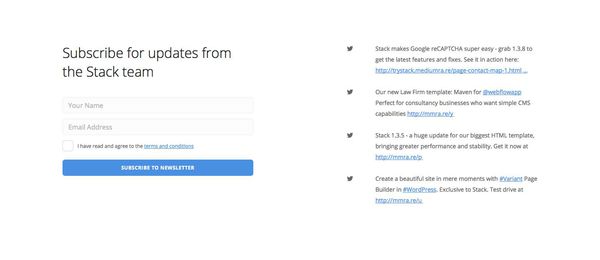 Subscribe for updates from
the Stack team
Your Name
Email Address
I have read and agree to the terms and conditions
SUBSCRIBE TO NEWSLETTER
Stack makes Google reCAPTCHA super easy - grab 1.3.8 to
get the latest features and fixes. See it in action here:
http://trystack.mediumra.re/page-contact-map-1.html ...
Our new Law Firm template: Maven for @webflowapp
Perfect for consultancy businesses who want simple CMS
capabilities http://mmra.re/y
Stack 1.3.5 - a huge update for our biggest HTML template,
bringing greater performance and stability. Get it now at
http://mmra.re/p
Create a beautiful site in mere moments with #Variant Page
Builder in #WordPress. Exclusive to Stack. Test drive at
http://mmra.re/u